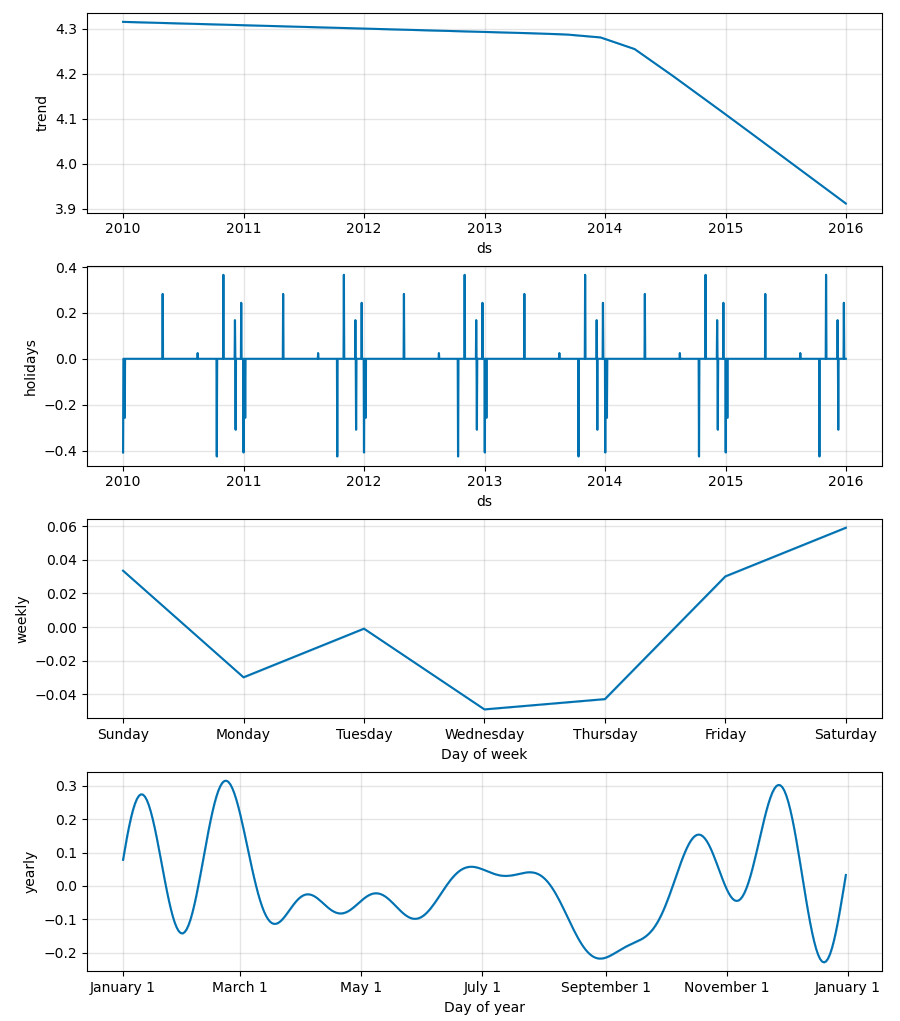 4.3
4.2
4.1
4.0
3.9
trend
2010 2011 2012 2013 2014 2015 2016
ds
0.4
0.2
0.0
−0.2
−0.4
holidays
2010 2011 2012 2013 2014 2015 2016
ds
0.06
0.04
0.02
0.00
−0.02
−0.04
weekly
Sunday Monday Tuesday Wednesday Thursday Friday Saturday
Day of week
0.3
0.2
0.1
0.0
−0.1
−0.2
yearly
January 1 March 1 May 1 July 1 September 1 November 1 January 1
Day of year